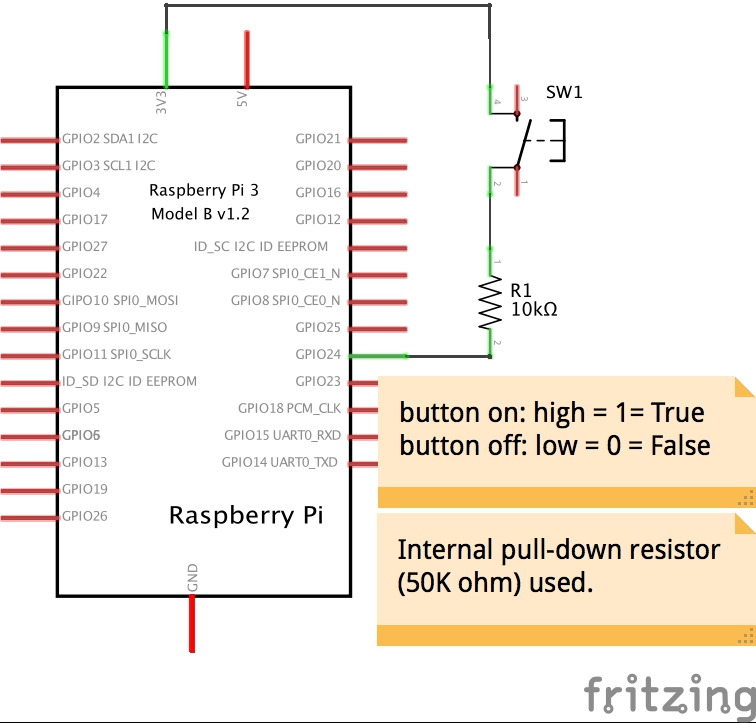 3V3
5V
4
3
SW1
2
1
GPIO2 SDA1 I2C
GPIO3 SCL1 I2C
GPIO4
GPIO17
GPIO27
GPIO22
GIPO10 SPI0_MOSI
GPIO9 SPI0_MISO
GPIO11 SPI0_SCLK
ID_SD I2C ID EEPROM
GPIO5
GPIO6
GPIO13
GPIO19
GPIO26
Raspberry Pi 3
Model B v1.2
GPIO21
GPIO20
GPIO16
GPIO12
ID_SC I2C ID EEPROM
GPIO7 SPI0_CE1_N
GPIO8 SPI0_CE0_N
GPIO25
GPIO24
GPIO23
GPIO18 PCM_CLK
GPIO15 UART0_RXD
GPIO14 UART0_TXD
Raspberry Pi
GND
1
R1
10kΩ
2
button on: high = 1= True
button off: low = 0 = False
Internal pull-down resistor
(50K ohm) used.
fritzing